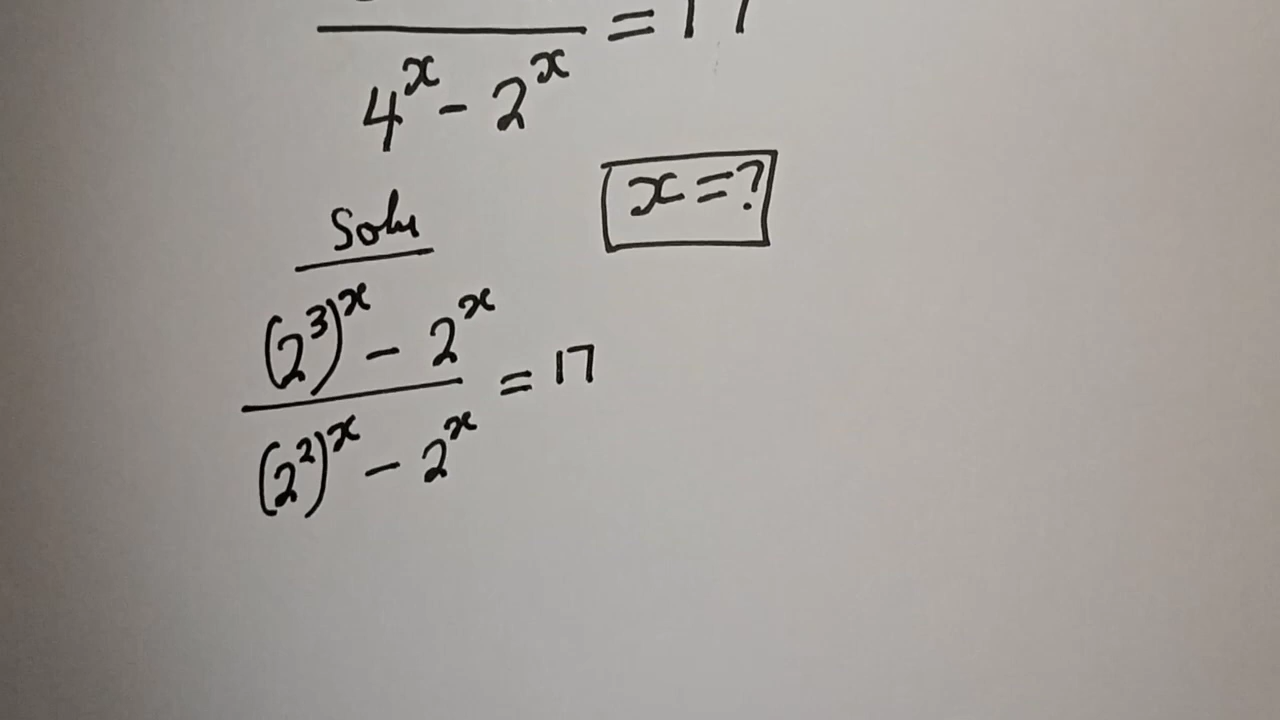 = 17
4^x - 2^x
x = ?
Soln
(2^3)^x - 2^x
= 17
(2^2)^x - 2^x